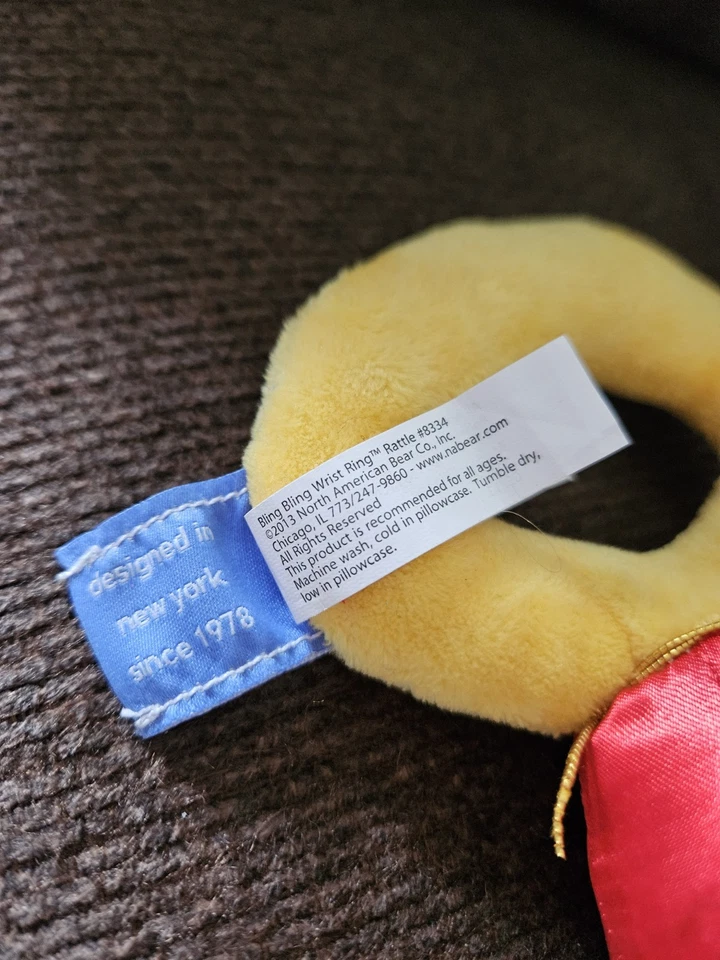 Bling Bling Wrist Ring™ Rattle #8334
©2013 North American Bear Co., Inc.
Chicago, IL 773/247-9860 - www.nabear.com
All Rights Reserved
This product is recommended for all ages.
Machine wash, cold in pillowcase. Tumble dry,
low in pillowcase.
designed in
new york
since 1978